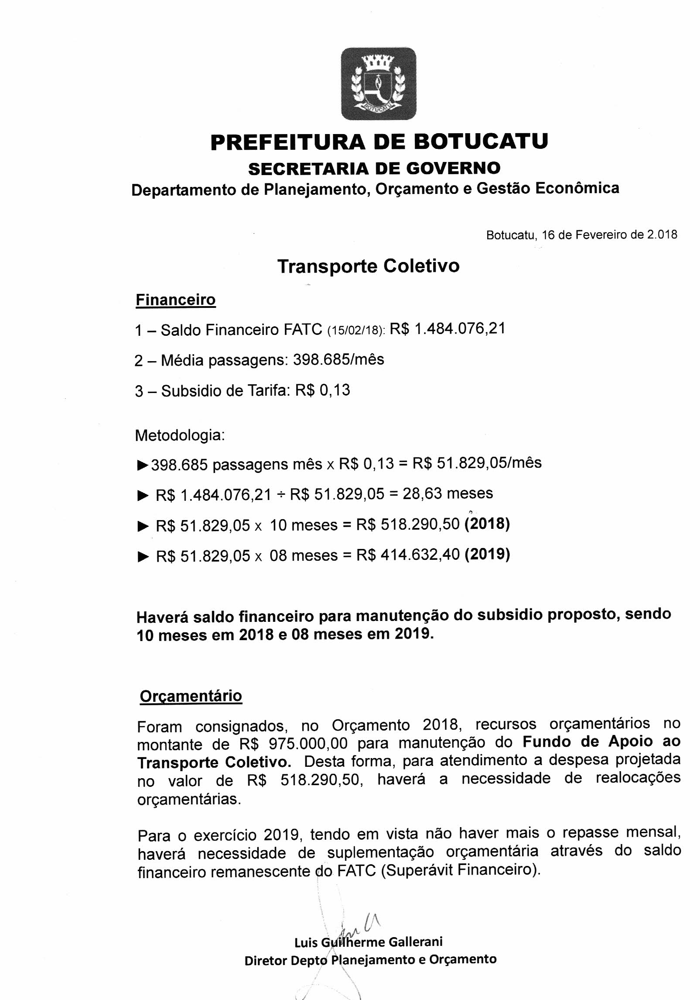 BOTUCATU
PREFEITURA DE BOTUCATU
SECRETARIA DE GOVERNO
Departamento de Planejamento, Orçamento e Gestão Econômica
Botucatu, 16 de Fevereiro de 2.018
Transporte Coletivo
Financeiro
1 – Saldo Financeiro FATC (15/02/18): R$ 1.484.076,21
2 – Média passagens: 398.685/mês
3 – Subsidio de Tarifa: R$ 0,13
Metodologia:
►398.685 passagens mês x R$ 0,13 = R$ 51.829,05/mês
► R$ 1.484.076,21 ÷ R$ 51.829,05 = 28,63 meses
► R$ 51.829,05 x 10 meses = R$ 518.290,50 (2018)
► R$ 51.829,05 x 08 meses = R$ 414.632,40 (2019)
Haverá saldo financeiro para manutenção do subsidio proposto, sendo
10 meses em 2018 e 08 meses em 2019.
Orçamentário
Foram consignados, no Orçamento 2018, recursos orçamentários no
montante de R$ 975.000,00 para manutenção do Fundo de Apoio ao
Transporte Coletivo. Desta forma, para atendimento a despesa projetada
no valor de R$ 518.290,50, haverá a necessidade de realocações
orçamentárias.
Para o exercício 2019, tendo em vista não haver mais o repasse mensal,
haverá necessidade de suplementação orçamentária através do saldo
financeiro remanescente do FATC (Superávit Financeiro).
Luis Guilherme Gallerani
Diretor Depto Planejamento e Orçamento